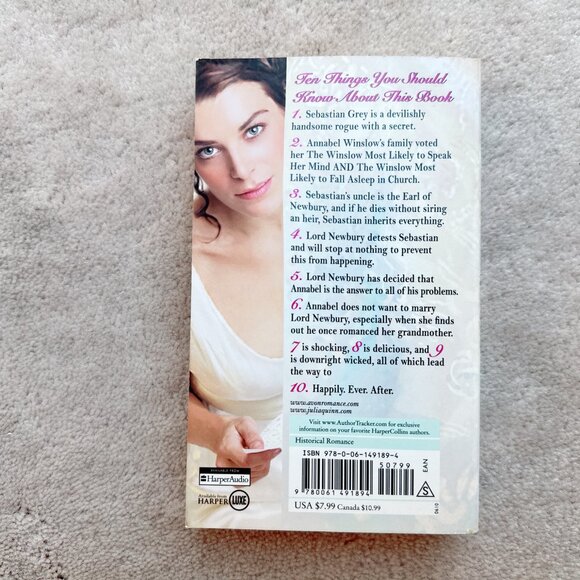 Ten Things You Should
Know About This Book
1. Sebastian Grey is a devilishly
handsome rogue with a secret.
2. Annabel Winslow's family voted
her The Winslow Most Likely to Speak
Her Mind AND The Winslow Most
Likely to Fall Asleep in Church.
3. Sebastian's uncle is the Earl of
Newbury, and if he dies without siring
an heir, Sebastian inherits everything.
4. Lord Newbury detests Sebastian
and will stop at nothing to prevent
this from happening.
5. Lord Newbury has decided that
Annabel is the answer to all of his problems.
6. Annabel does not want to marry
Lord Newbury, especially when she finds
out he once romanced her grandmother.
7 is shocking, 8 is delicious, and 9
is downright wicked, all of which lead
the way to
10. Happily. Ever. After.
www.avonromance.com
www.juliaquinn.com
Visit www.AuthorTracker.com for exclusive
information on your favorite HarperCollins authors.
Historical Romance
ISBN 978-0-06-149189-4
50799
EAN
9 780061 491894
S
0610
USA $7.99 Canada $10.99
AVAILABLE FROM
HarperAudio
Available from
HARPER LUXE